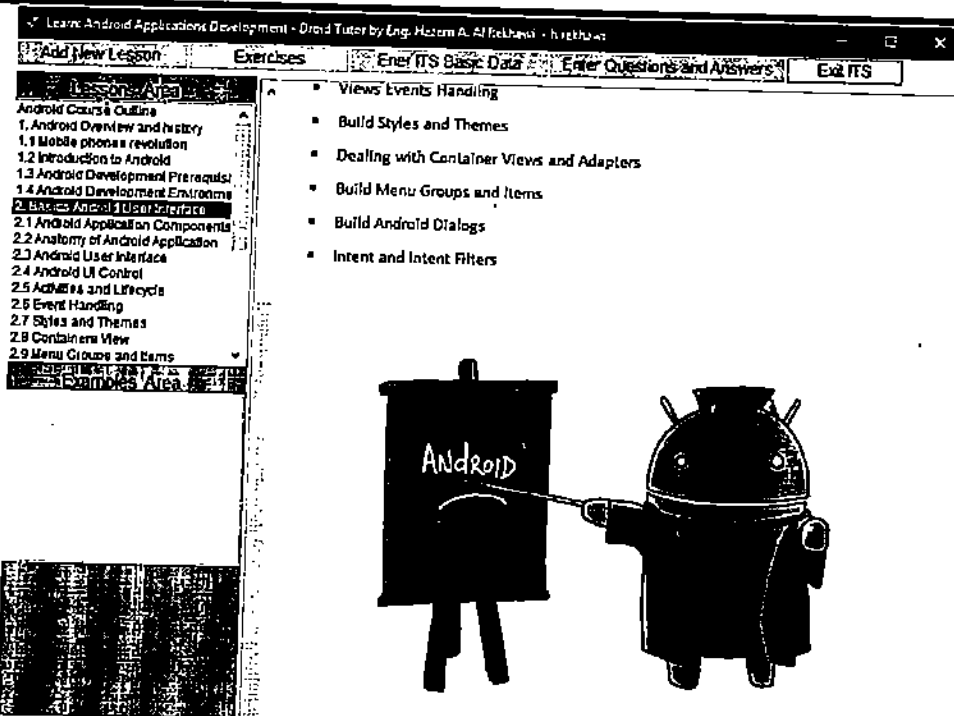 Learn: Android Applications Development - Droid Tutor by Eng. Hazem A. Al Rekhawi - h.rekhawi
Add New Lesson Exercises Ener ITS Basic Data Enter Questions and Answers Exit ITS
Lessons Area
Android Course Outline
1. Android Overview and history
1.1 Mobile phones revolution
1.2 Introduction to Android
1.3 Android Development Prerequist
1.4 Android Development Environme
2. Basics Android User Interface
2.1 Android Application Components
2.2 Anatomy of Android Application
2.3 Android User Interface
2.4 Android UI Control
2.5 Activities and Lifecycle
2.6 Event Handling
2.7 Styles and Themes
2.8 Containers View
2.9 Menu Groups and Items
Examples Area
Views Events Handling
Build Styles and Themes
Dealing with Container Views and Adapters
Build Menu Groups and Items
Build Android Dialogs
Intent and Intent Filters
ANdROID